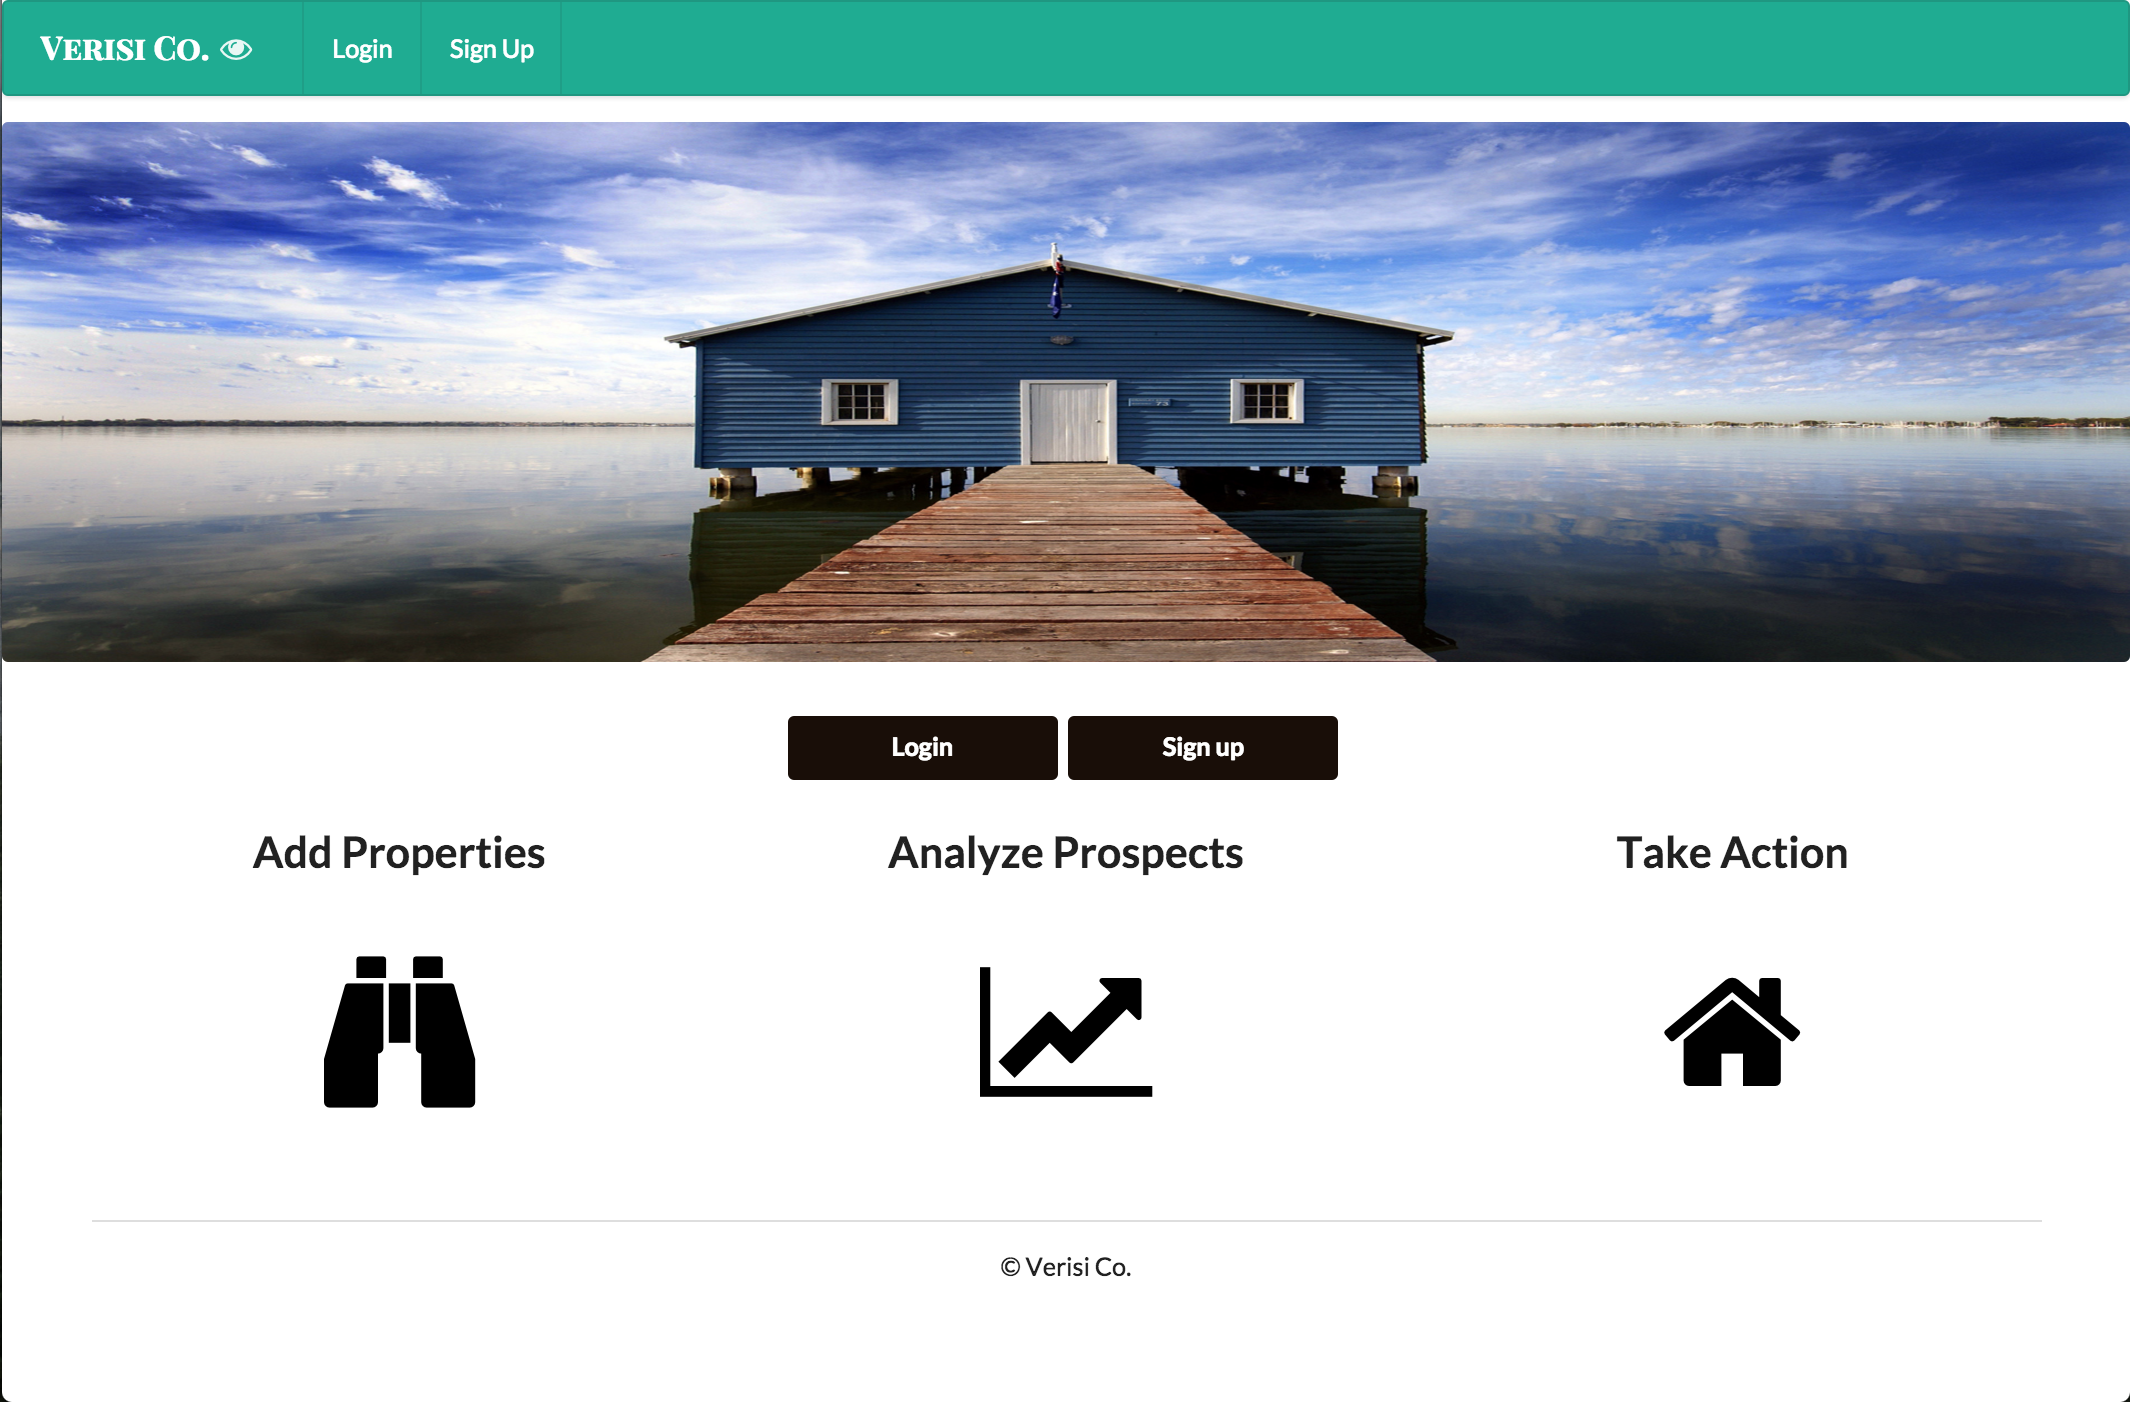 VERISI CO.
Login
Sign Up
Login
Sign up
Add Properties
Analyze Prospects
Take Action
© Verisi Co.